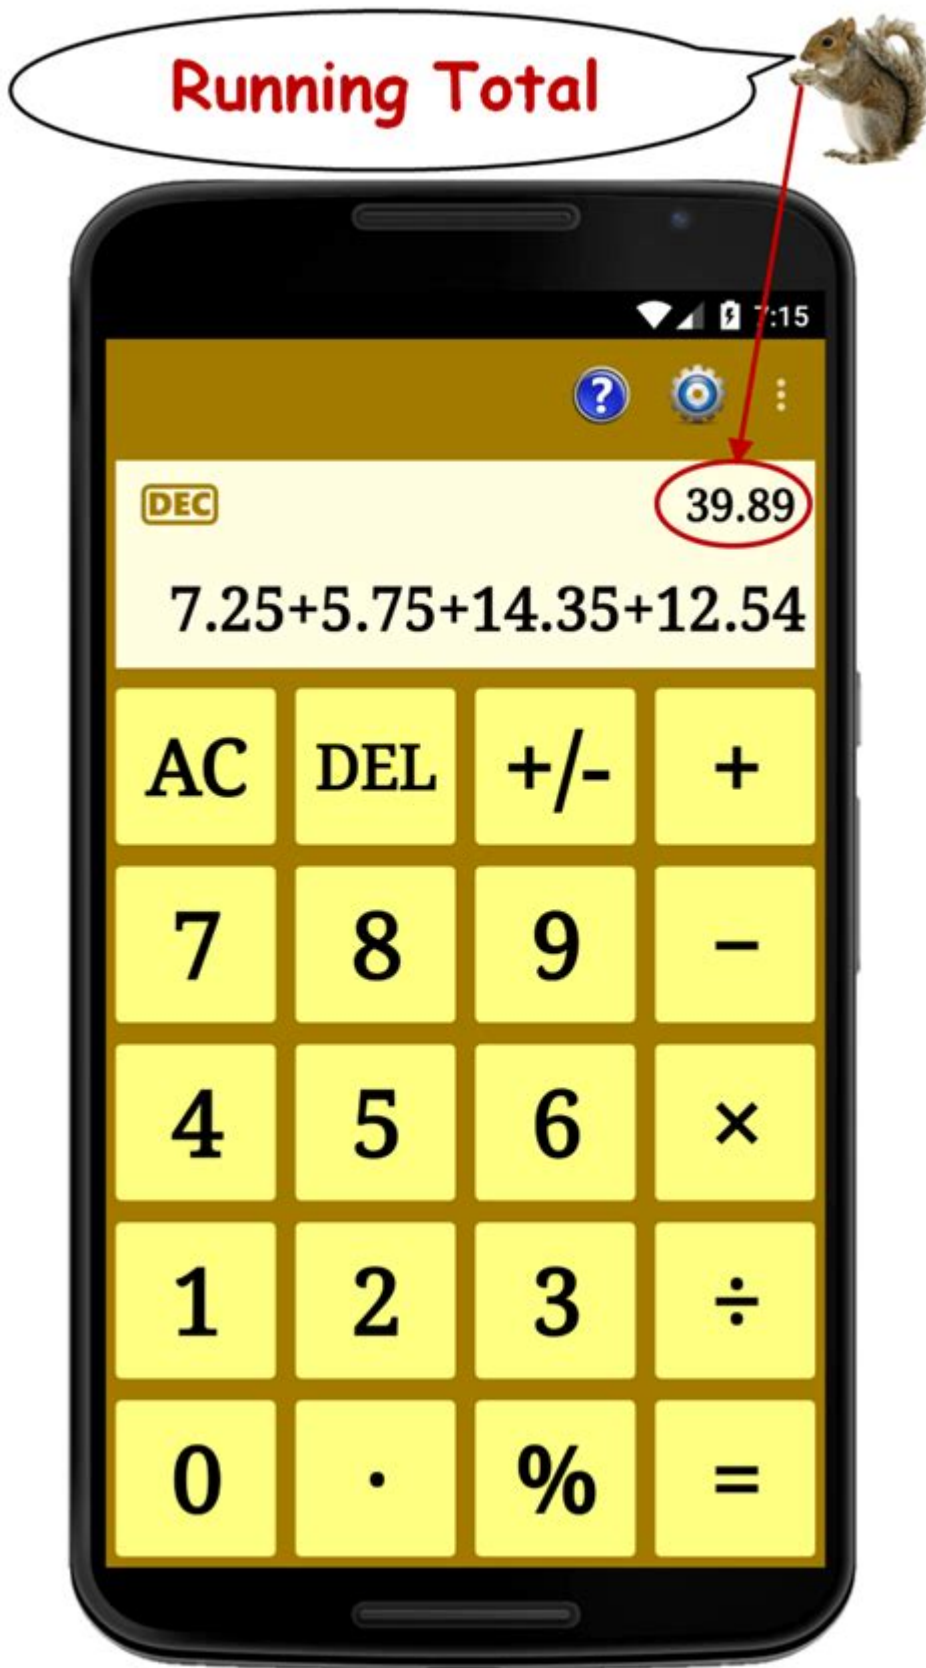 Running Total
7:15
?
DEC
39.89
7.25+5.75+14.35+12.54
AC DEL +/- +
7 8 9 −
4 5 6 ×
1 2 3 ÷
0 · % =